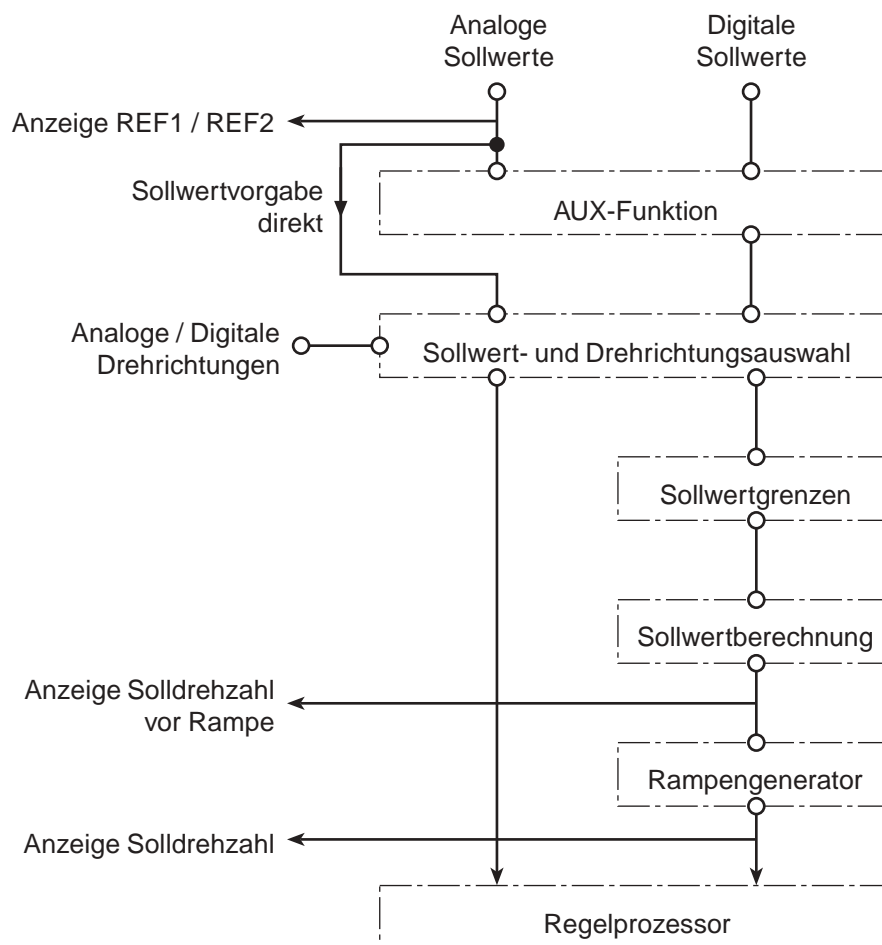 Analoge
Sollwerte
Digitale
Sollwerte
Anzeige REF1 / REF2
Sollwertvorgabe
direkt
AUX-Funktion
Analoge / Digitale
Drehrichtungen
Sollwert- und Drehrichtungsauswahl
Sollwertgrenzen
Sollwertberechnung
Anzeige Solldrehzahl
vor Rampe
Rampengenerator
Anzeige Solldrehzahl
Regelprozessor